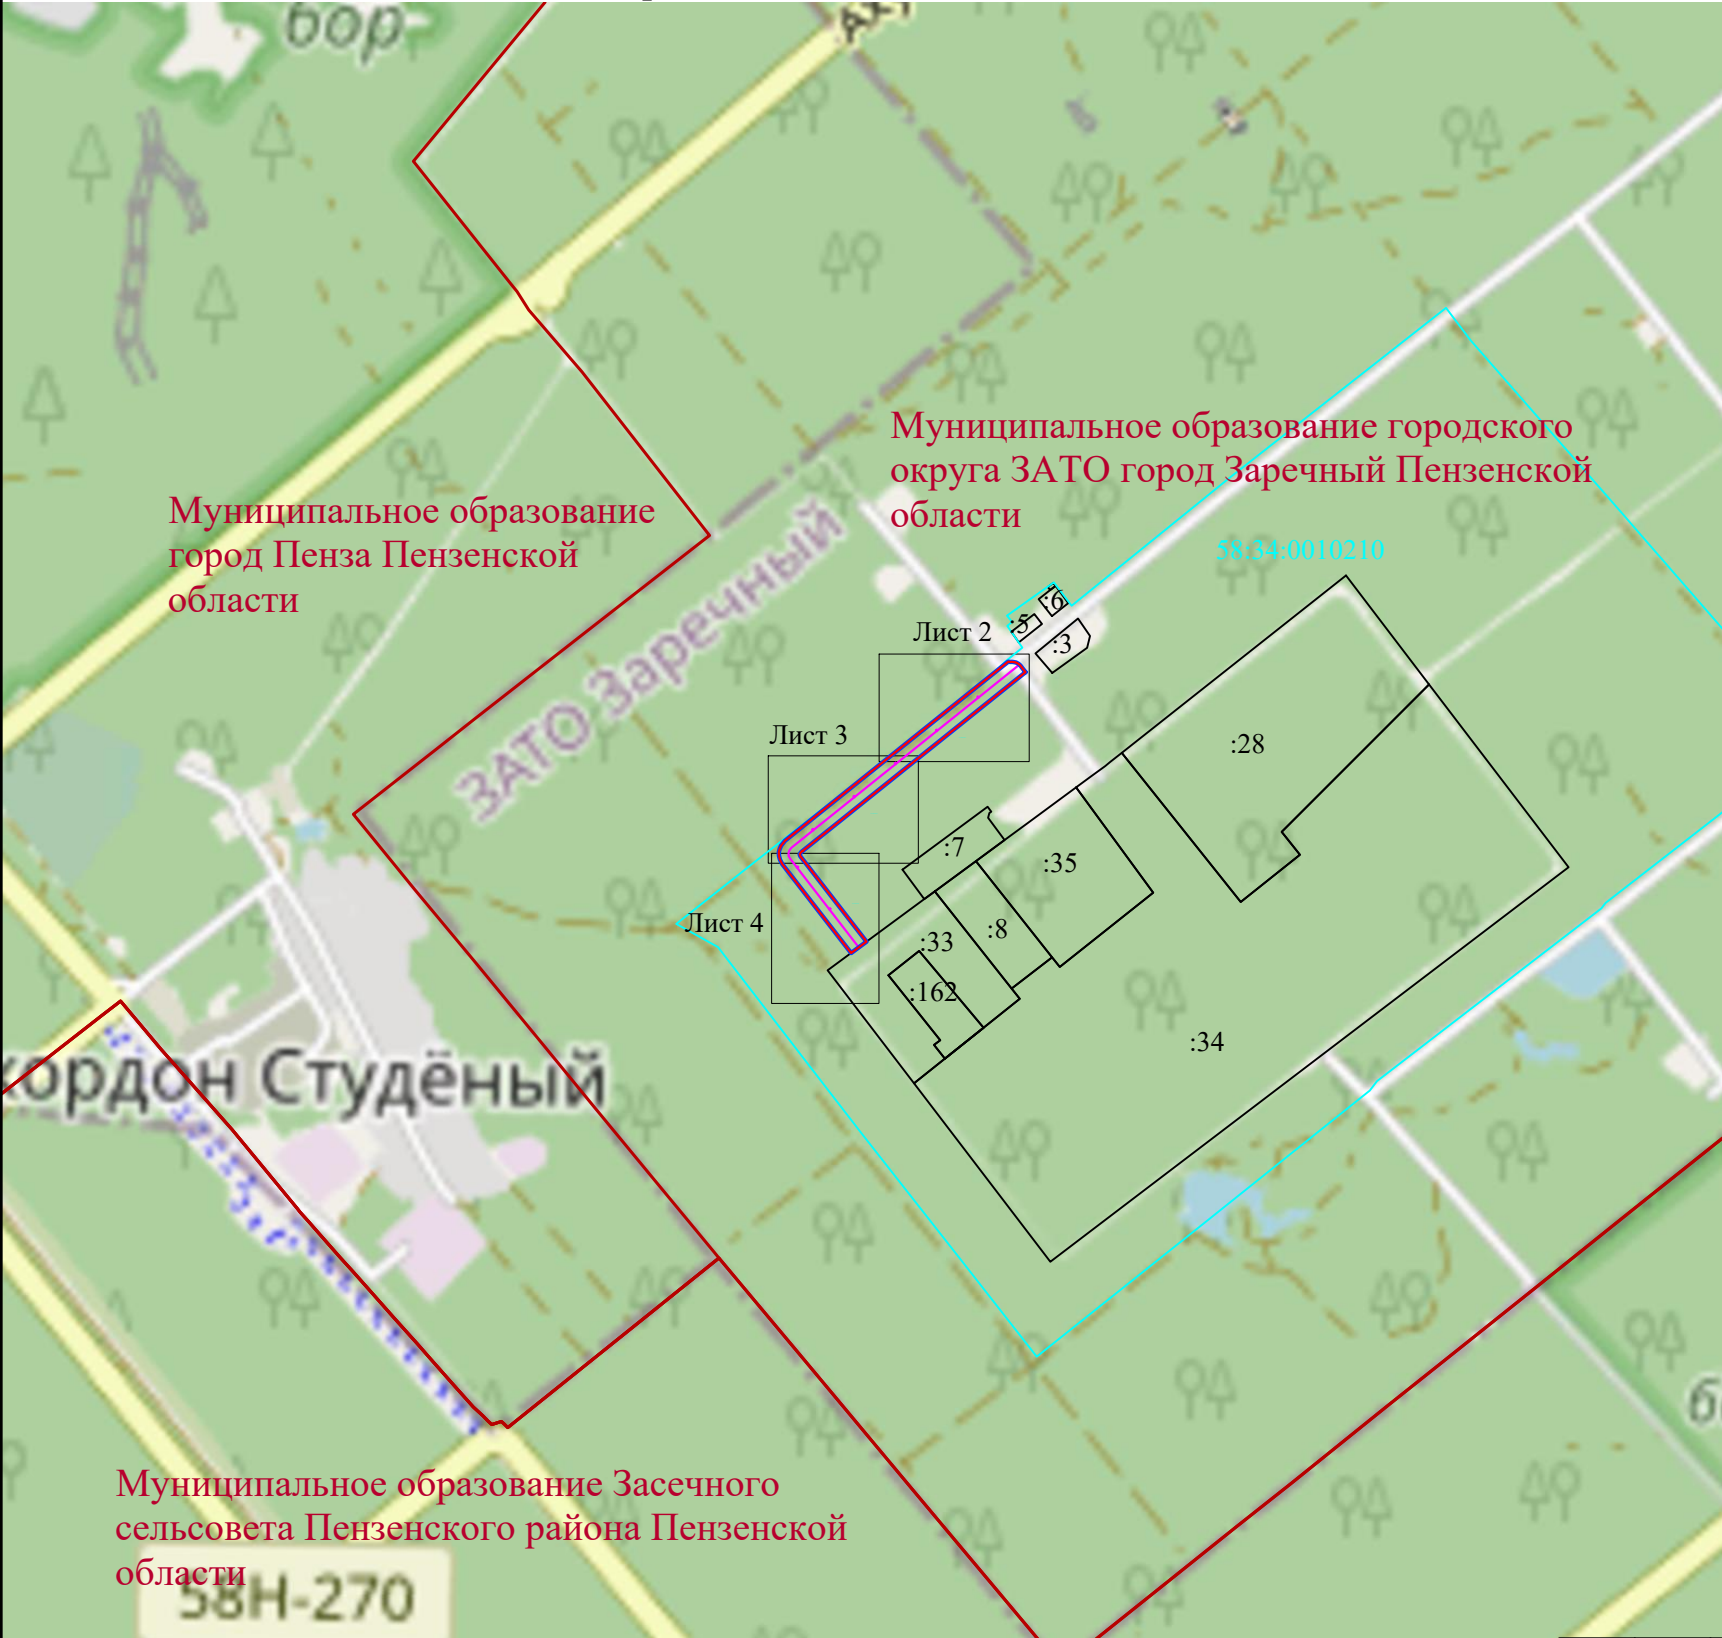 бор
Муниципальное образование городского
округа ЗАТО город Заречный Пензенской
области
Муниципальное образование
город Пенза Пензенской
области
58:34:0010210
ЗАТО Заречный
:6
:5
:3
Лист 2
Лист 3
:28
:7
:35
Лист 4
:33
:8
:162
:34
кордон Студёный
Муниципальное образование Засечного
сельсовета Пензенского района Пензенской
области
58Н-270